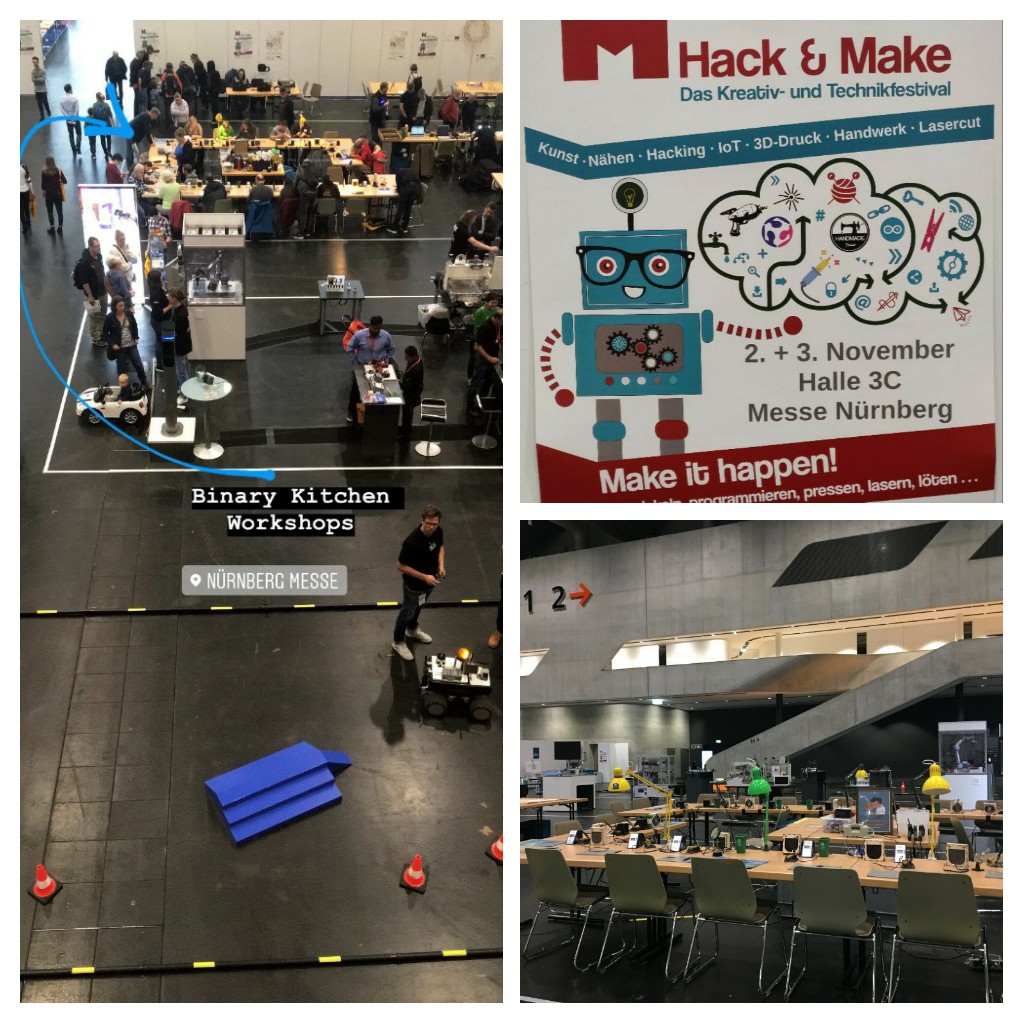 Binary Kitchen
Workshops
NÜRNBERG MESSE
Hack & Make
Das Kreativ- und Technikfestival
Kunst · Nähen · Hacking · IoT · 3D-Druck · Handwerk · Lasercut
#
HANDMADE
@
2. + 3. November
Halle 3C
Messe Nürnberg
Make it happen!
programmieren, pressen, lasern, löten ...
1 2